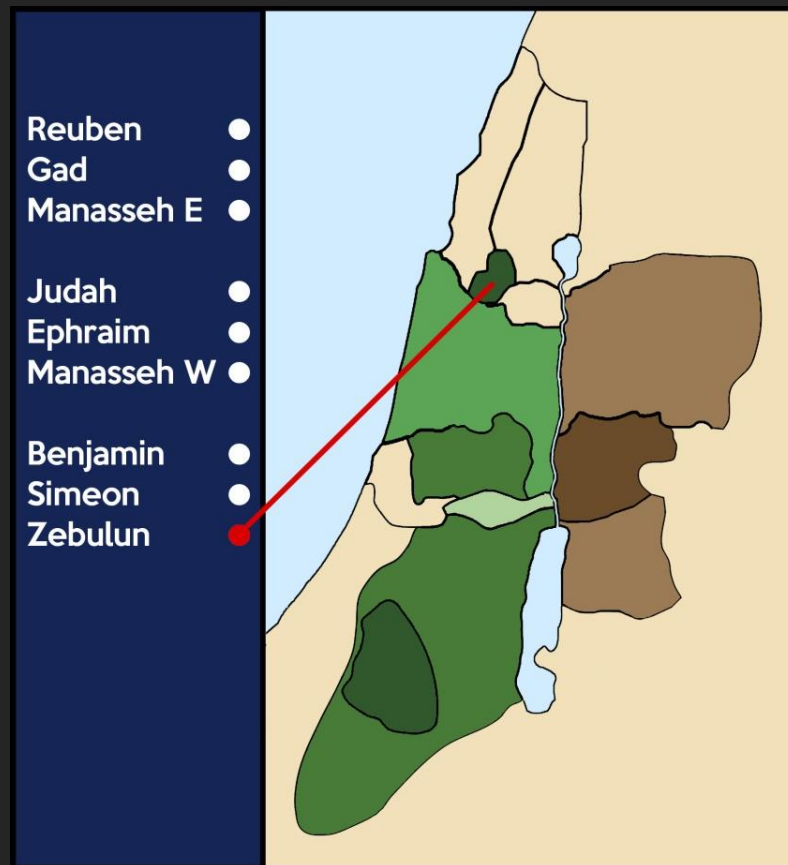 Reuben
Gad
Manasseh E
Judah
Ephraim
Manasseh W
Benjamin
Simeon
Zebulun